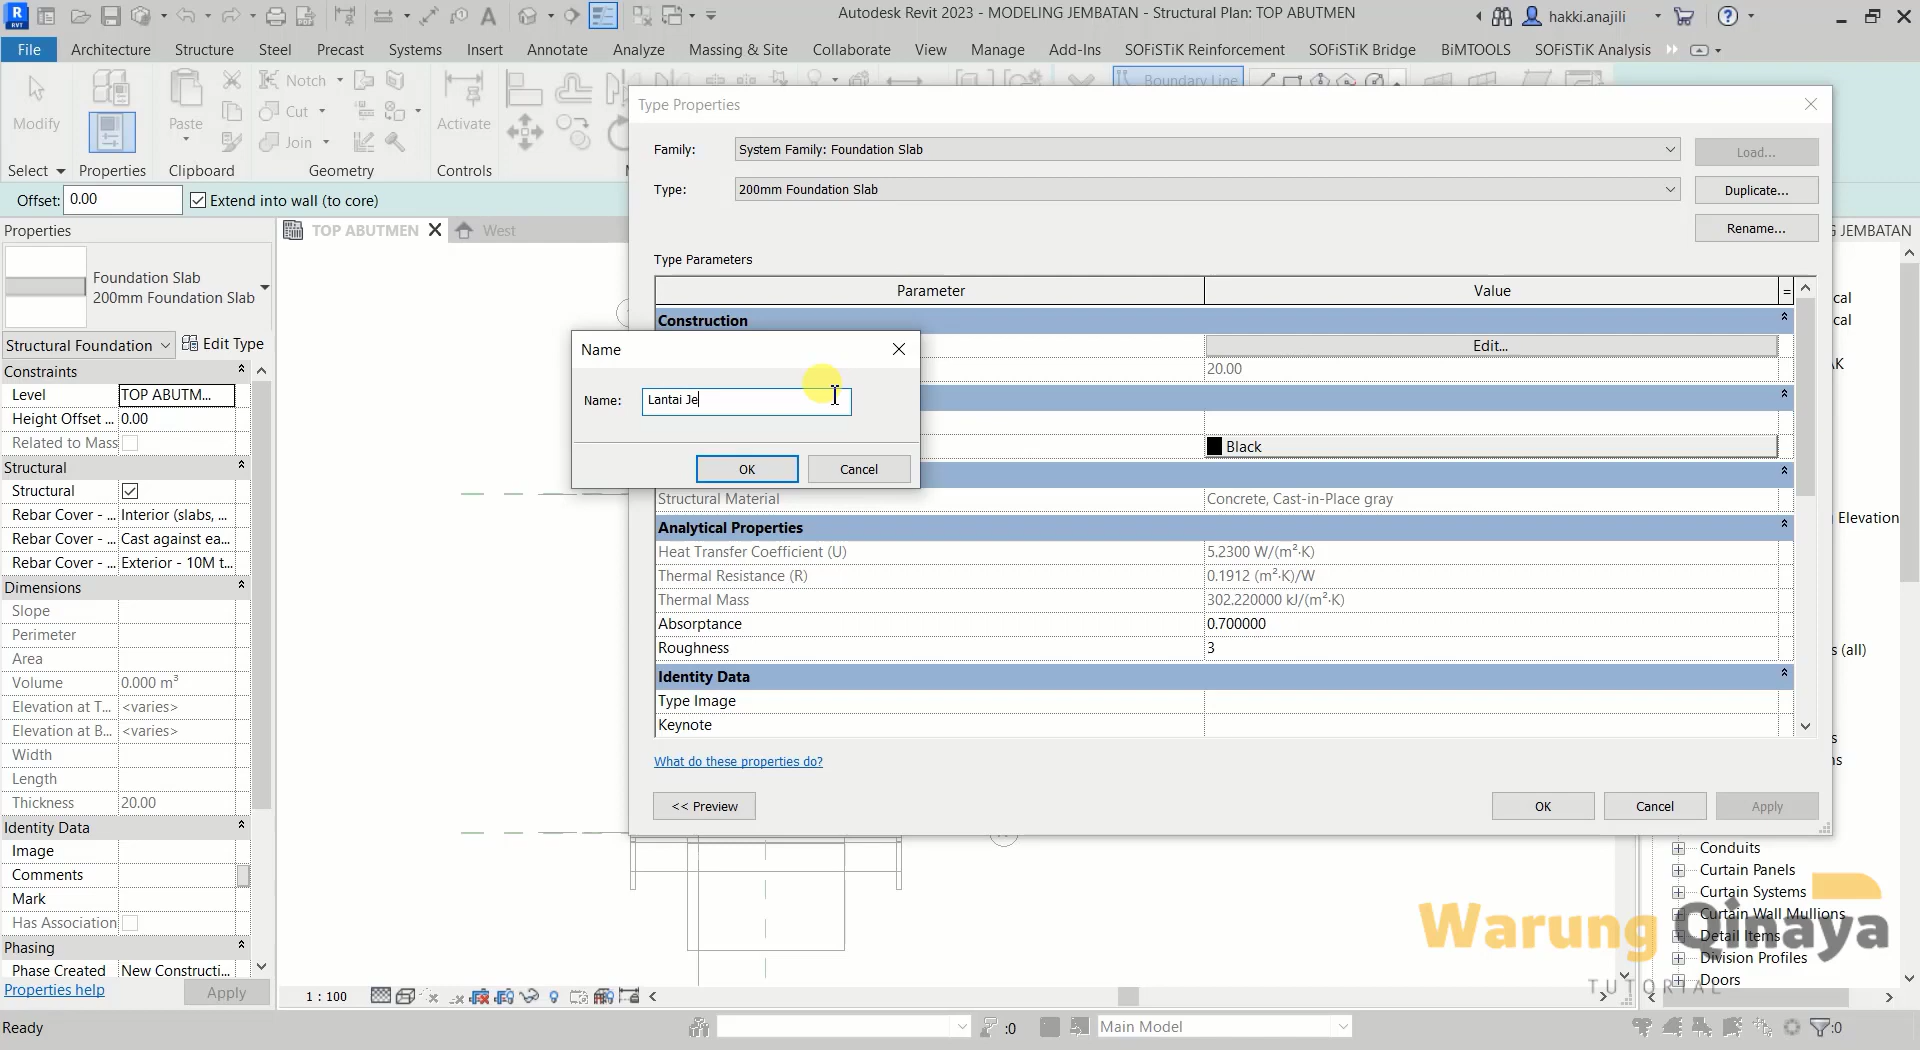 Autodesk Revit 2023 - MODELING JEMBATAN - Structural Plan: TOP ABUTMEN
hakki.anajili
File Architecture Structure Steel Precast Systems Insert Annotate Analyze Massing & Site Collaborate View Manage Add-Ins SOFiSTiK Reinforcement SOFiSTiK Bridge BiMTOOLS SOFiSTiK Analysis
Modify
Paste
Notch
Cut
Join
Activate
Boundary Line
Select Properties Clipboard Geometry Controls
Offset: 0.00 Extend into wall (to core)
Properties
TOP ABUTMEN
West
JEMBATAN
Foundation Slab
200mm Foundation Slab
Structural Foundation Edit Type
Constraints
Level TOP ABUTM...
Height Offset ... 0.00
Related to Mass
Structural
Structural
Rebar Cover - ... Interior (slabs, ...
Rebar Cover - ... Cast against ea...
Rebar Cover - ... Exterior - 10M t...
Dimensions
Slope
Perimeter
Area
Volume 0.000 m³
Elevation at T... <varies>
Elevation at B... <varies>
Width
Length
Thickness 20.00
Identity Data
Image
Comments
Mark
Has Association
Phasing
Phase Created New Constructi...
Properties help Apply
Type Properties
Family: System Family: Foundation Slab Load...
Type: 200mm Foundation Slab Duplicate...
Rename...
Type Parameters
Parameter Value =
Construction
Edit...
20.00
Black
Structural Material Concrete, Cast-in-Place gray
Analytical Properties
Heat Transfer Coefficient (U) 5.2300 W/(m²·K)
Thermal Resistance (R) 0.1912 (m²·K)/W
Thermal Mass 302.220000 kJ/(m²·K)
Absorptance 0.700000
Roughness 3
Identity Data
Type Image
Keynote
What do these properties do?
<< Preview OK Cancel Apply
Name
Name: Lantai Je
OK Cancel
cal
cal
AK
Elevation
s (all)
s
ns
Conduits
Curtain Panels
Curtain Systems
Curtain Wall Mullions
Detail Items
Division Profiles
Doors
Warung Qinaya
TUTORIAL
1 : 100
Ready
:0
Main Model
:0